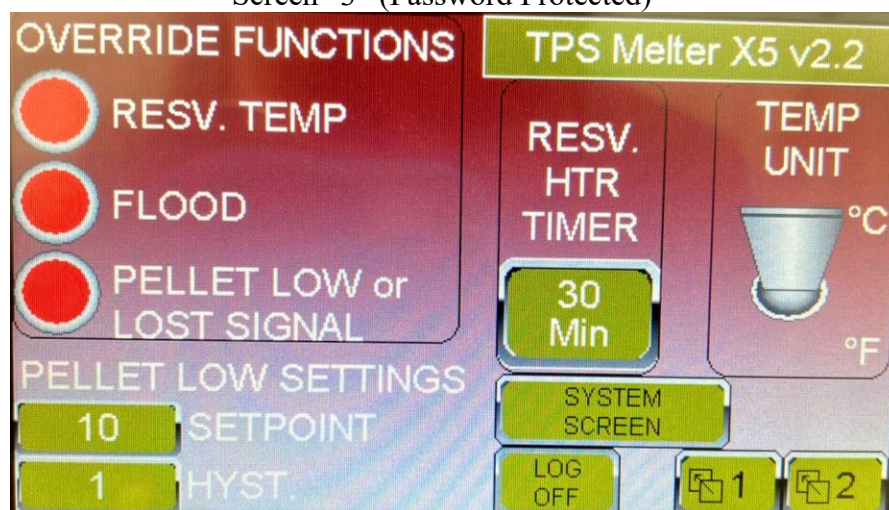 Screen "3" (Password Protected)
OVERRIDE FUNCTIONS
RESV. TEMP
FLOOD
PELLET LOW or
LOST SIGNAL
PELLET LOW SETTINGS
10 SETPOINT
1 HYST.
TPS Melter X5 v2.2
RESV.
HTR
TIMER
30
Min
TEMP
UNIT
°C
°F
SYSTEM
SCREEN
LOG
OFF
1
2